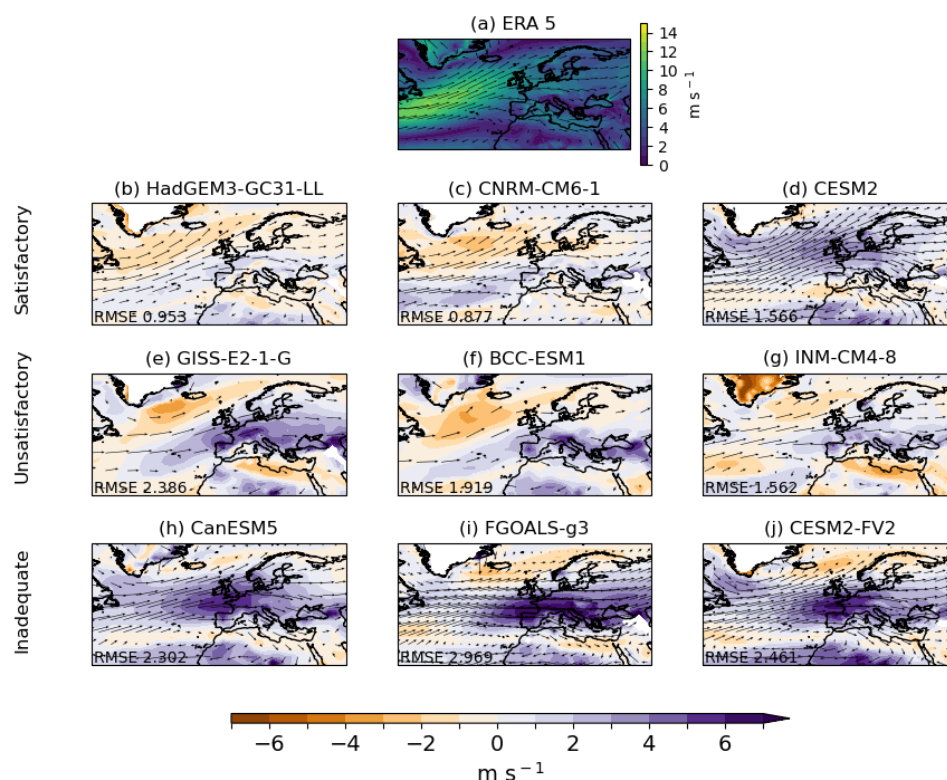 (a) ERA 5
14
12
10
8
6
4
2
0
m s⁻¹
Satisfactory
(b) HadGEM3-GC31-LL
RMSE 0.953
(c) CNRM-CM6-1
RMSE 0.877
(d) CESM2
RMSE 1.566
Unsatisfactory
(e) GISS-E2-1-G
RMSE 2.386
(f) BCC-ESM1
RMSE 1.919
(g) INM-CM4-8
RMSE 1.562
Inadequate
(h) CanESM5
RMSE 2.302
(i) FGOALS-g3
RMSE 2.969
(j) CESM2-FV2
RMSE 2.461
−6 −4 −2 0 2 4 6
m s⁻¹